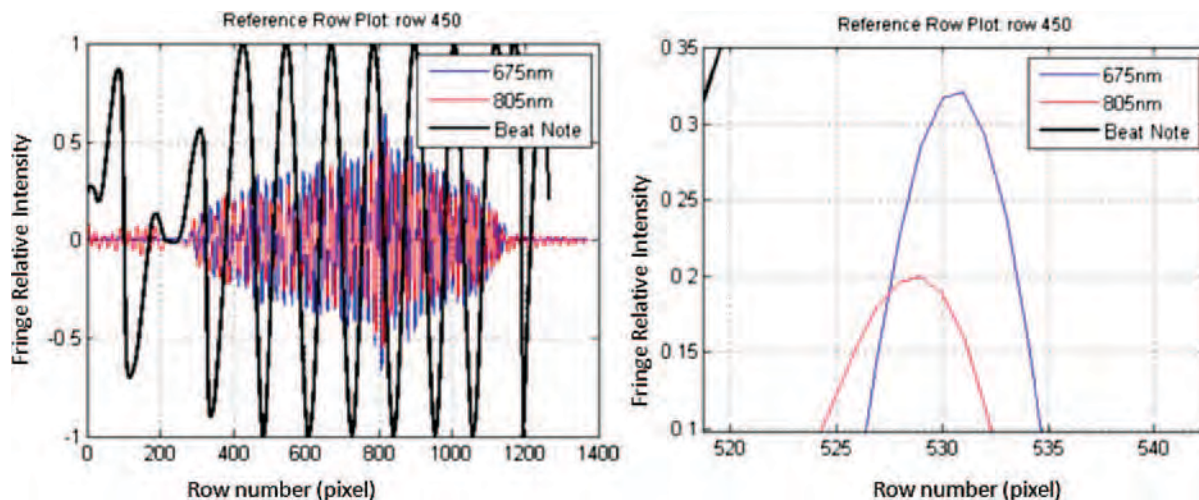 Reference Row Plot: row 450
1
0.5
0
-0.5
-1
0
200
400
600
800
1000
1200
1400
675nm
805nm
Beat Note
Fringe Relative Intensity
Row number (pixel)
Reference Row Plot: row 450
0.35
0.3
0.25
0.2
0.15
0.1
520
525
530
535
540
675nm
805nm
Beat Note
Fringe Relative Intensity
Row number (pixel)